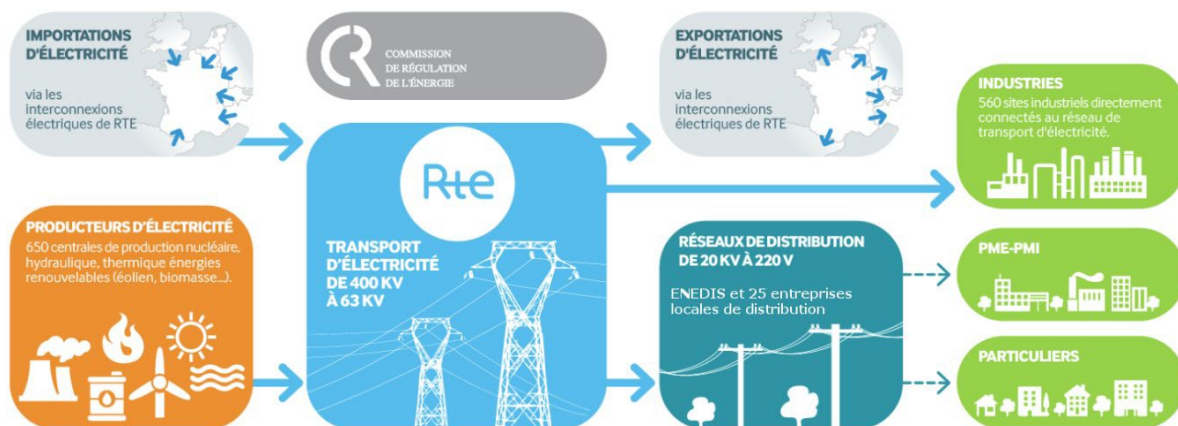 IMPORTATIONS
D'ÉLECTRICITÉ
via les
interconnexions
électriques de RTE
CR
COMMISSION
DE RÉGULATION
DE L'ÉNERGIE
EXPORTATIONS
D'ÉLECTRICITÉ
via les
interconnexions
électriques de RTE
INDUSTRIES
560 sites industriels directement
connectés au réseau de
transport d'électricité.
PRODUCTEURS D'ÉLECTRICITÉ
650 centrales de production nucléaire,
hydraulique, thermique énergies
renouvelables (éolien, biomasse...).
Rte
TRANSPORT
D'ÉLECTRICITÉ
DE 400 KV
À 63 KV
RÉSEAUX DE DISTRIBUTION
DE 20 KV À 220 V
ENEDIS et 25 entreprises
locales de distribution
PME-PMI
PARTICULIERS